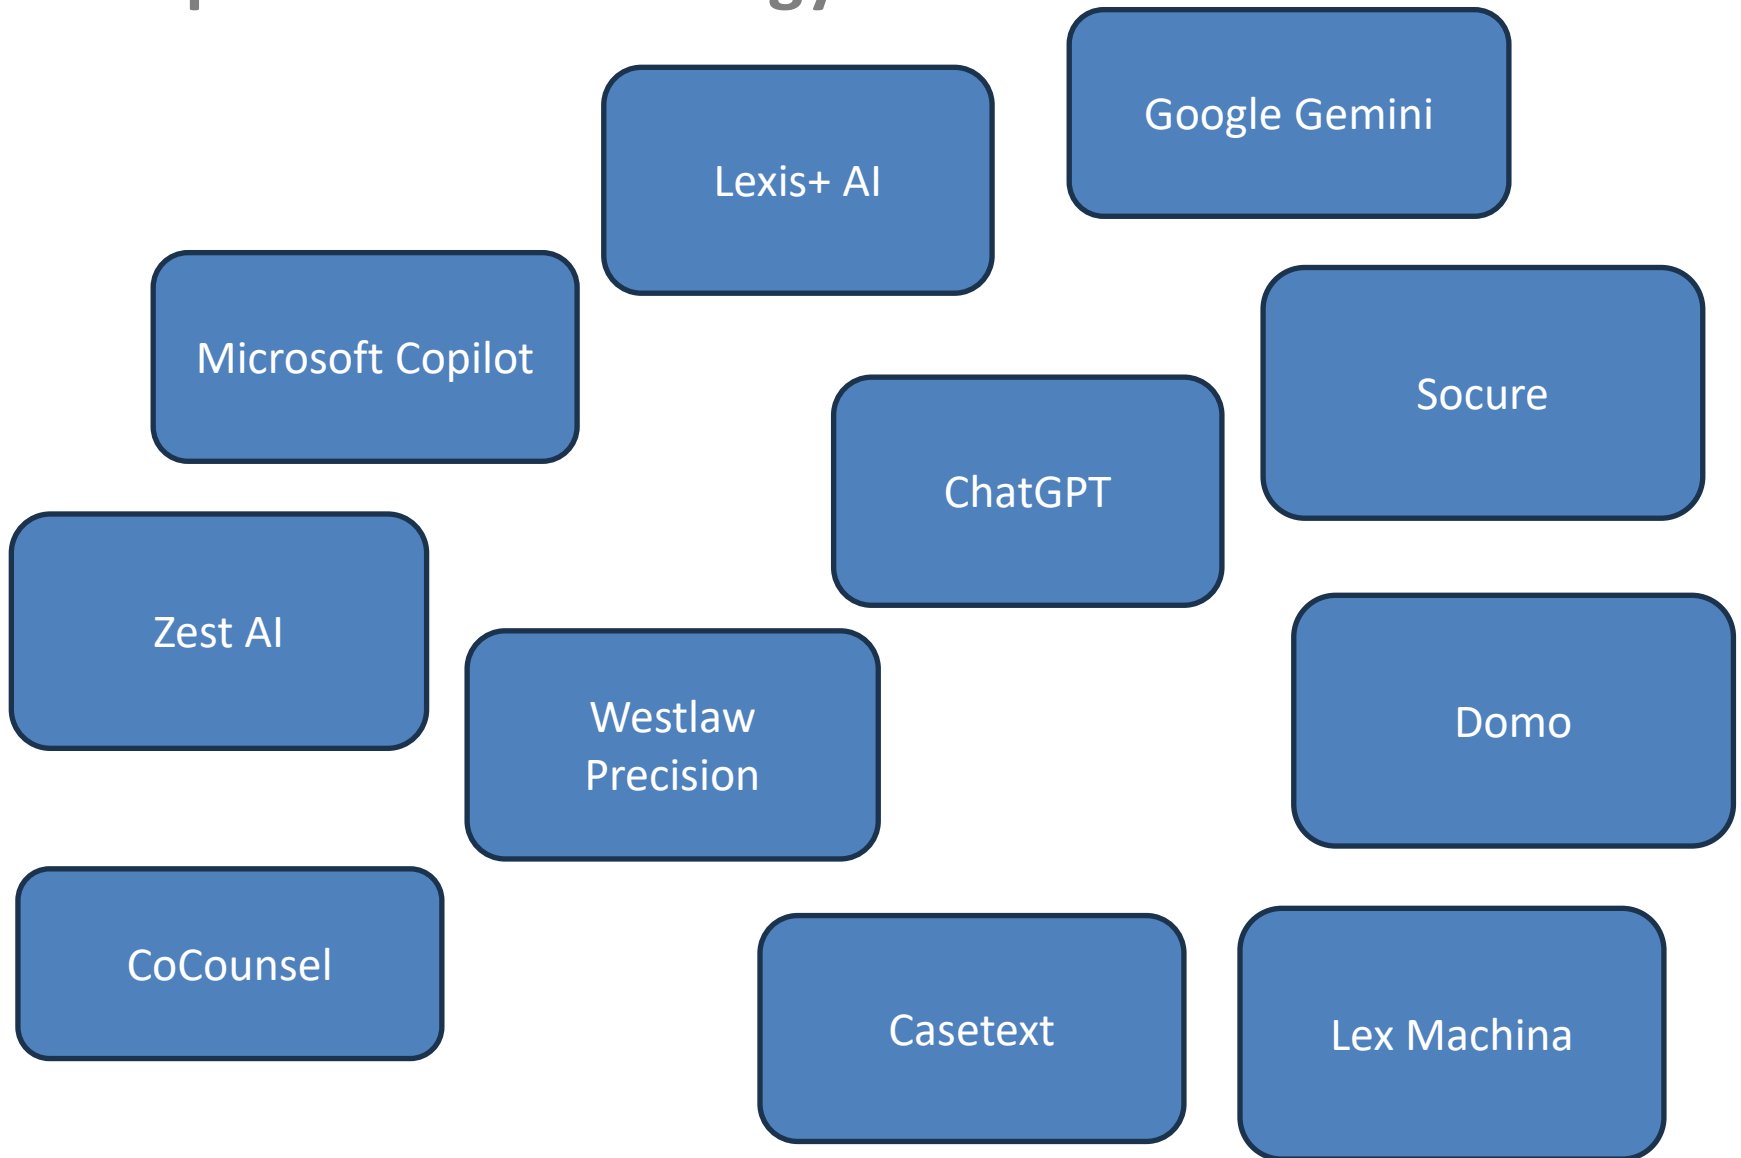 Google Gemini
Lexis+ AI
Microsoft Copilot
Socure
ChatGPT
Zest AI
Westlaw
Precision
Domo
CoCounsel
Casetext
Lex Machina